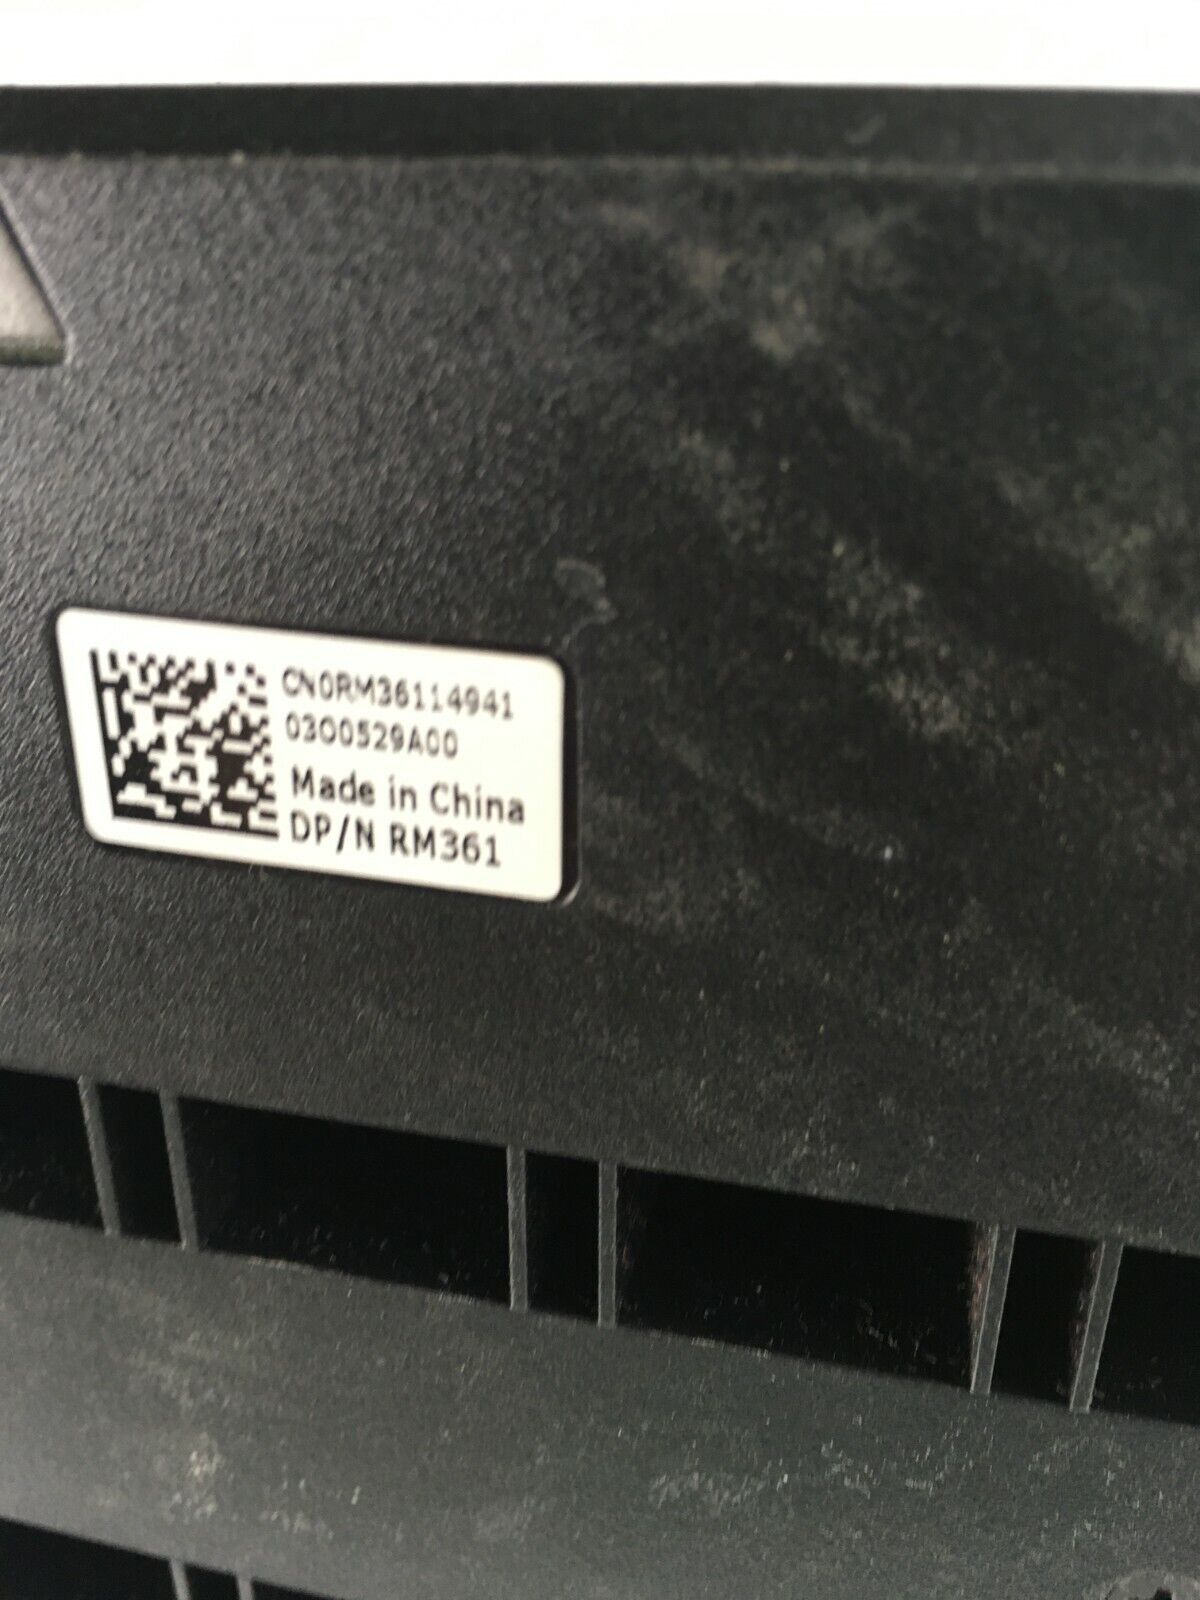 CN0RM36114941
03O0529A00
Made in China
DP/N RM361